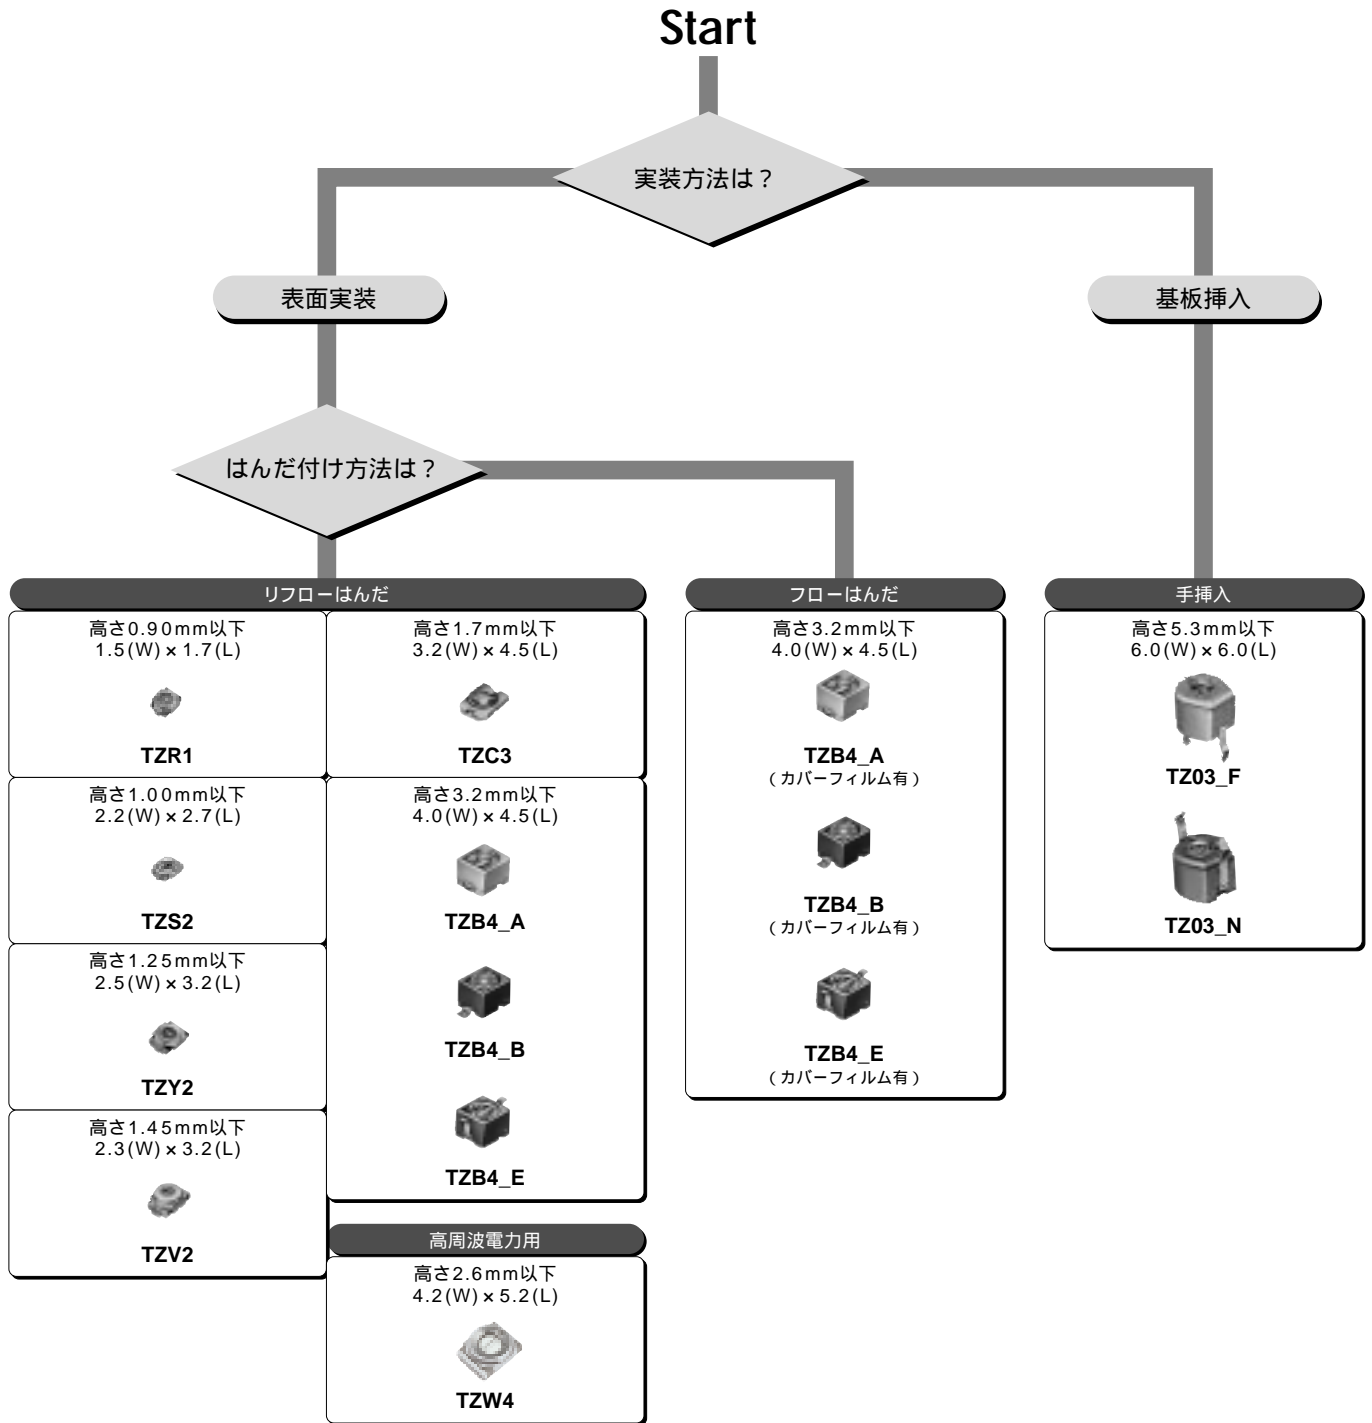 Start
実装方法は？
表面実装
基板挿入
はんだ付け方法は？
リフローはんだ
高さ0.90mm以下
1.5(W)×1.7(L)
TZR1
高さ1.00mm以下
2.2(W)×2.7(L)
TZS2
高さ1.25mm以下
2.5(W)×3.2(L)
TZY2
高さ1.45mm以下
2.3(W)×3.2(L)
TZV2
高さ1.7mm以下
3.2(W)×4.5(L)
TZC3
高さ3.2mm以下
4.0(W)×4.5(L)
TZB4_A
TZB4_B
TZB4_E
高周波電力用
高さ2.6mm以下
4.2(W)×5.2(L)
TZW4
フローはんだ
高さ3.2mm以下
4.0(W)×4.5(L)
TZB4_A
（カバーフィルム有）
TZB4_B
（カバーフィルム有）
TZB4_E
（カバーフィルム有）
手挿入
高さ5.3mm以下
6.0(W)×6.0(L)
TZ03_F
TZ03_N